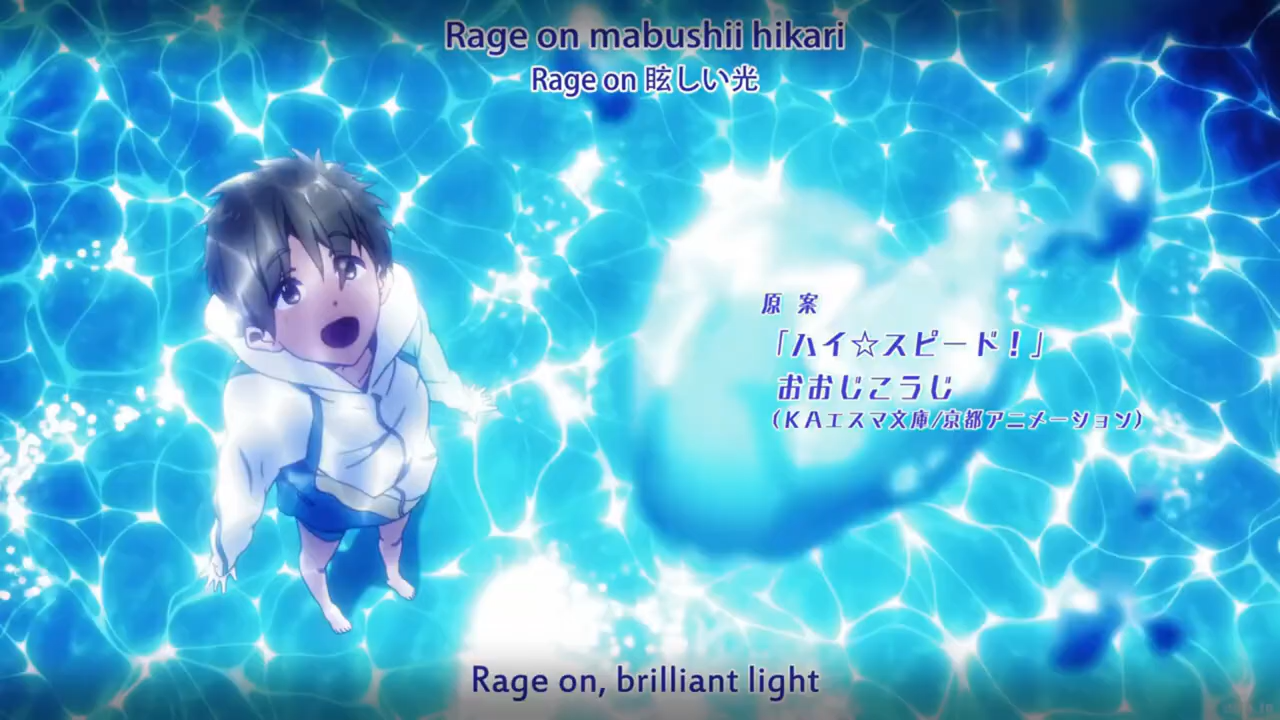 Rage on mabushii hikari
Rage on 眩しい光
原 案
「ハイ☆スピード！」
おおじこうじ
（KAエスマ文庫/京都アニメーション）
Rage on, brilliant light